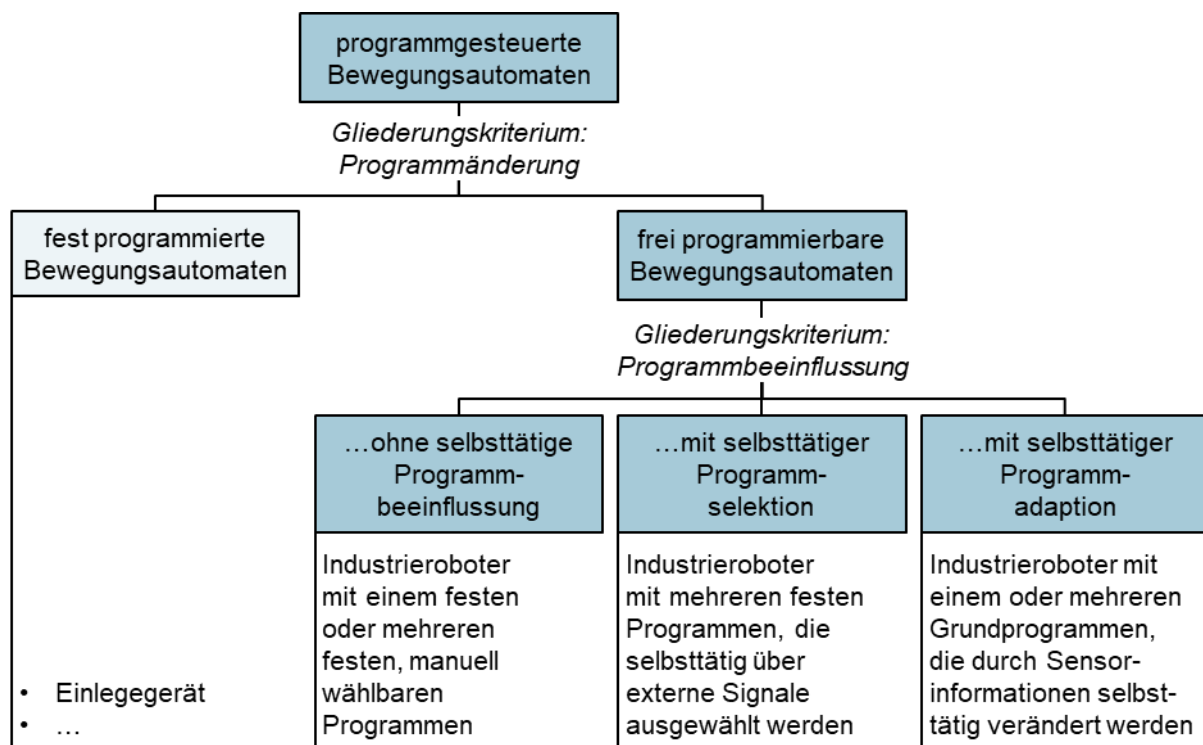 programmgesteuerte
Bewegungsautomaten
Gliederungskriterium:
Programmänderung
fest programmierte
Bewegungsautomaten
frei programmierbare
Bewegungsautomaten
Gliederungskriterium:
Programmbeeinflussung
…ohne selbsttätige
Programm-
beeinflussung
…mit selbsttätiger
Programm-
selektion
…mit selbsttätiger
Programm-
adaption
• Einlegegerät
• …
Industrieroboter
mit einem festen
oder mehreren
festen, manuell
wählbaren
Programmen
Industrieroboter
mit mehreren festen
Programmen, die
selbsttätig über
externe Signale
ausgewählt werden
Industrieroboter mit
einem oder mehreren
Grundprogrammen,
die durch Sensor-
informationen selbst-
tätig verändert werden